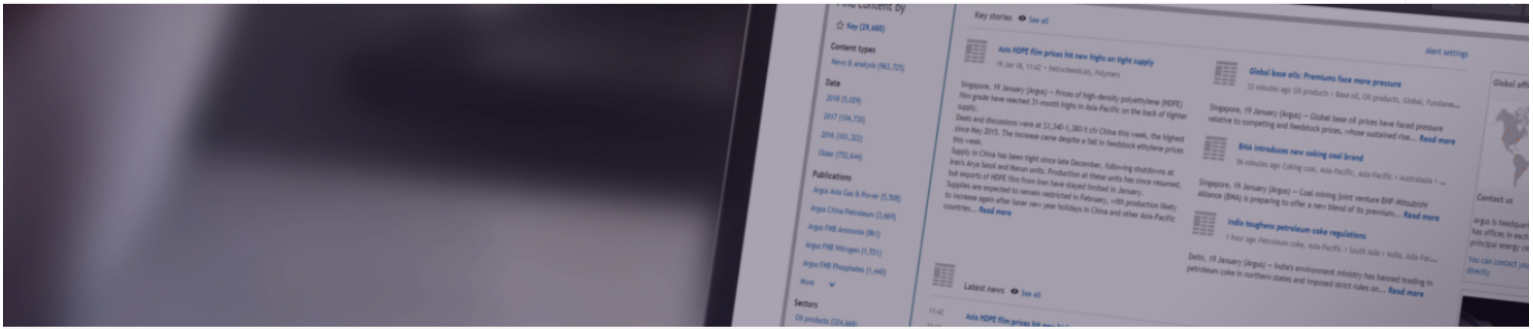 Find content by
Key (29,680)
Content types
News & analysis (963,725)
Date
2018 (5,029)
2017 (104,730)
2016 (101,322)
Older (752,644)
Publications
Argus Asia Gas & Power (5,508)
Argus China Petroleum (2,669)
Argus FMB Ammonia (861)
Argus FMB Nitrogen (1,351)
Argus FMB Phosphates (1,440)
More
Sectors
Oil products
Key stories See all
Alert settings
Asia HDPE film prices hit new highs on tight supply
19 Jan 18, 11:42 - Petrochemicals, Polymers
Singapore, 19 January (Argus) — Prices of high-density polyethylene (HDPE)
film grade have reached 31-month highs in Asia-Pacific on the back of tighter
supply.
Deals and discussions were at $1,340-1,380/t cfr China this week, the highest
since May 2015. The increase came despite a fall in feedstock ethylene prices
this week.
Supply in China has been tight since late December, following shutdowns at
Iran's Arya Sasol and Marun units. Production at these units has since resumed,
but exports of HDPE film from Iran have stayed limited in January.
Supplies are expected to remain restricted in February, with production likely
to increase again after lunar new year holidays in China and other Asia-Pacific
countries... Read more
Global base oils: Premiums face more pressure
53 minutes ago Oil products > Base oil, Oil products, Global, Fundame...
Singapore, 19 January (Argus) — Global base oil prices have faced pressure
relative to competing and feedstock prices, whose sustained rise... Read more
BMA introduces new coking coal brand
56 minutes ago Coking coal, Asia-Pacific, Asia-Pacific > Australasia > ...
Singapore, 19 January (Argus) — Coal mining joint venture BHP Mitsubishi
Alliance (BMA) is preparing to offer a new blend of its premium... Read more
India toughens petroleum coke regulations
1 hour ago Petroleum coke, Asia-Pacific > South Asia > India, Asia-Pac...
Delhi, 19 January (Argus) — India's environment ministry has banned trading in
petroleum coke in northern states and imposed strict rules on... Read more
Latest news See all
11:42
Asia HDPE film prices hit new
Global offi
Contact us
Argus is headquart
has offices in each
principal energy ce
You can contact you
directly